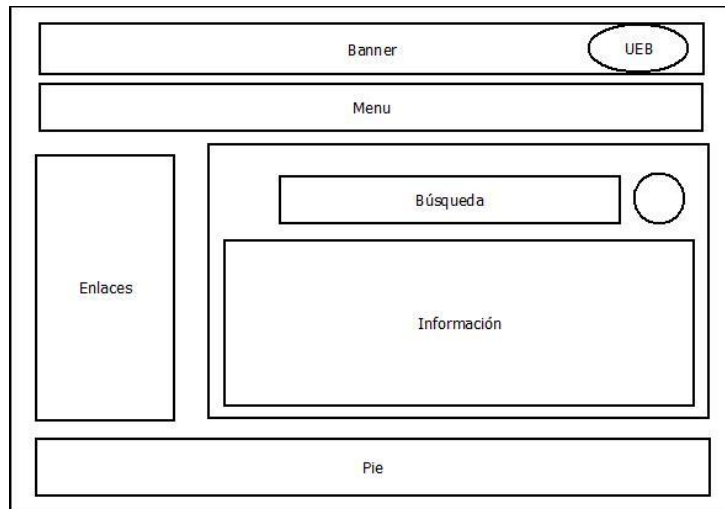 Banner
UEB
Menu
Búsqueda
Enlaces
Información
Pie